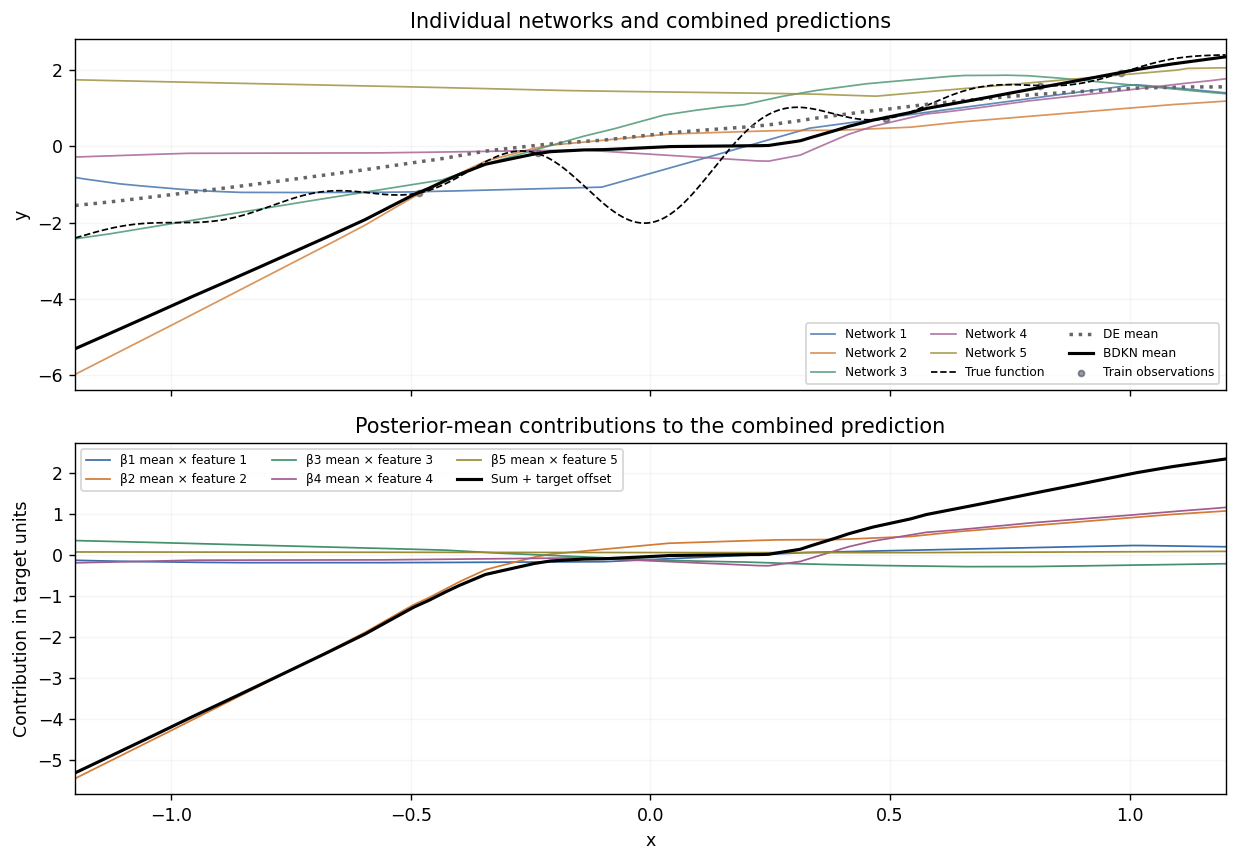 Individual networks and combined predictions
2
0
−2
−4
−6
y
Network 1
Network 2
Network 3
Network 4
Network 5
True function
DE mean
BDKN mean
Train observations
Posterior-mean contributions to the combined prediction
β1 mean × feature 1
β2 mean × feature 2
β3 mean × feature 3
β4 mean × feature 4
β5 mean × feature 5
Sum + target offset
2
1
0
−1
−2
−3
−4
−5
Contribution in target units
−1.0
−0.5
0.0
0.5
1.0
x